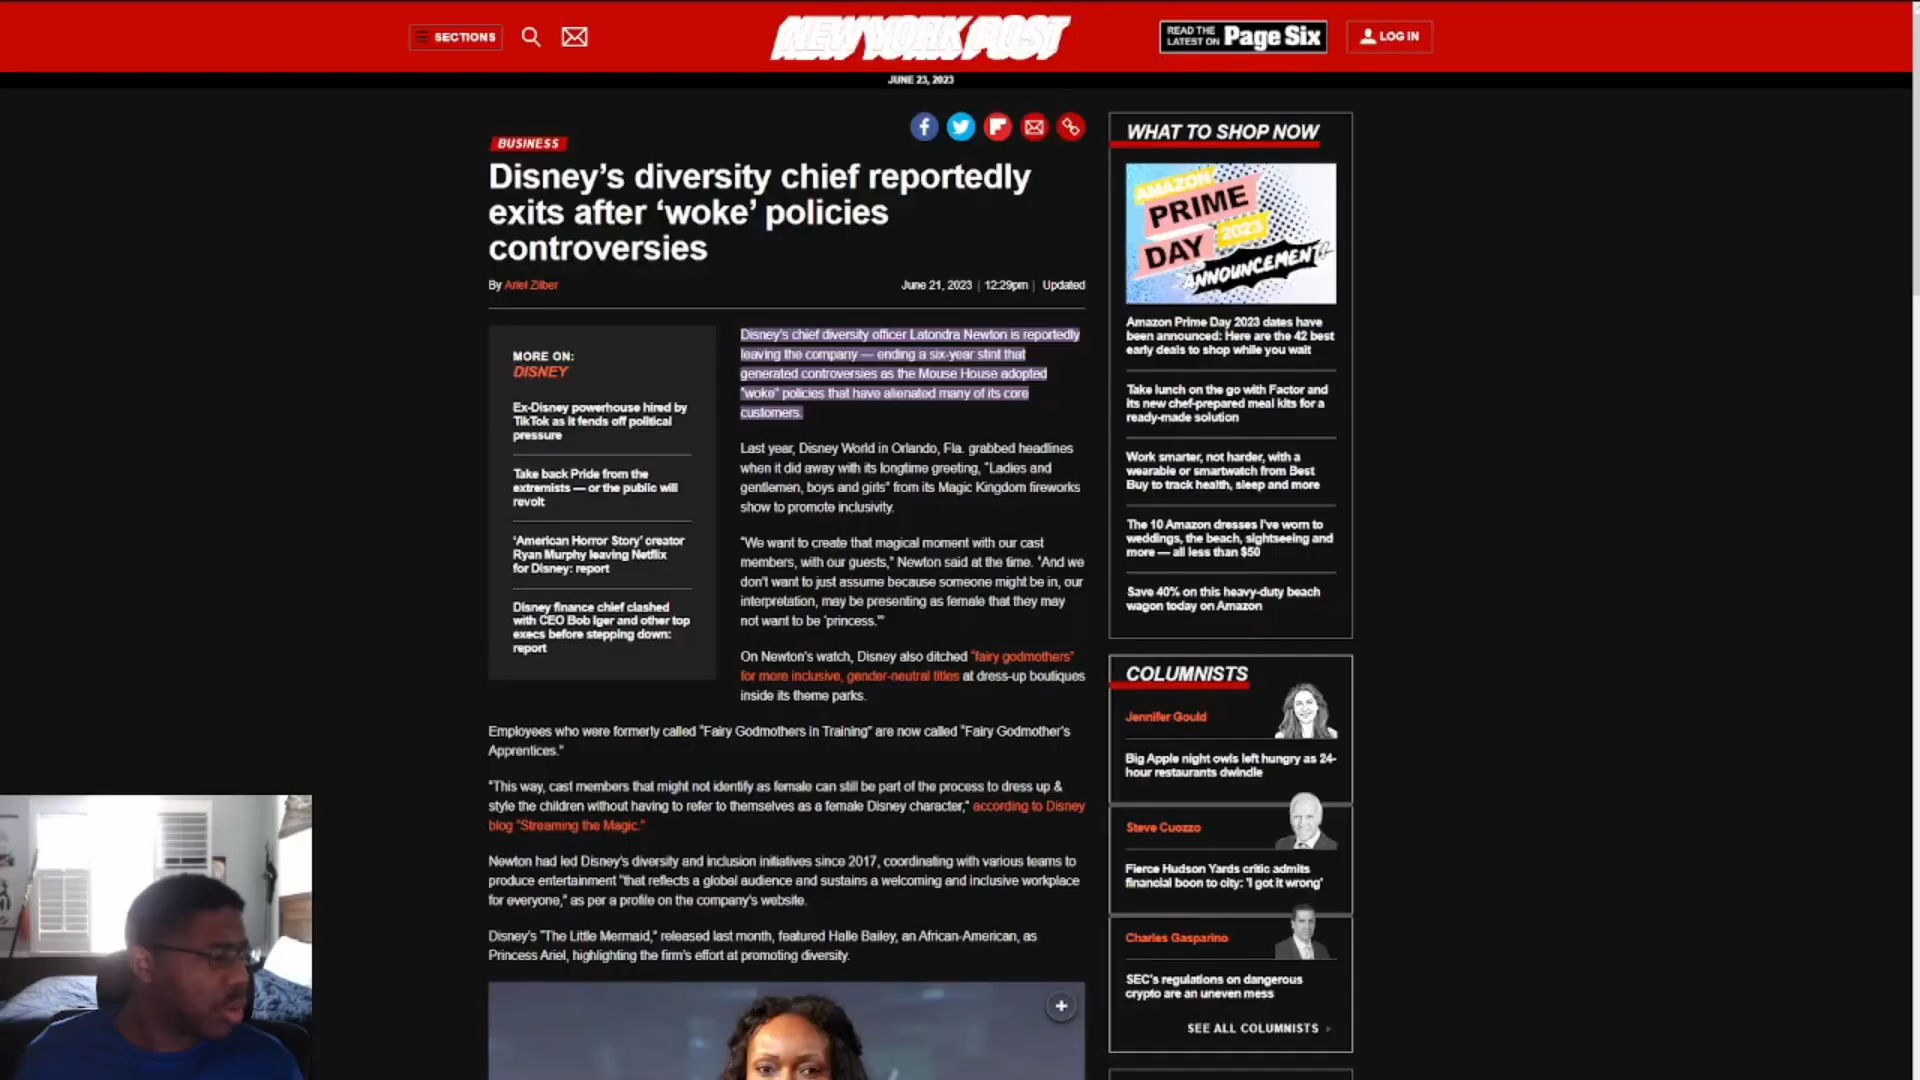 SECTIONS
NEW YORK POST
READ THE
LATEST ON
Page Six
LOG IN
JUNE 23, 2023
BUSINESS
Disney's diversity chief reportedly
exits after 'woke' policies
controversies
By Ariel Zilber
June 21, 2023 | 12:29pm | Updated
MORE ON:
DISNEY
Ex-Disney powerhouse hired by
TikTok as it fends off political
pressure
Take back Pride from the
extremists — or the public will
revolt
'American Horror Story' creator
Ryan Murphy leaving Netflix
for Disney: report
Disney finance chief clashed
with CEO Bob Iger and other top
execs before stepping down:
report
Disney's chief diversity officer Latondra Newton is reportedly
leaving the company — ending a six-year stint that
generated controversies as the Mouse House adopted
"woke" policies that have alienated many of its core
customers.
Last year, Disney World in Orlando, Fla. grabbed headlines
when it did away with its longtime greeting, "Ladies and
gentlemen, boys and girls" from its Magic Kingdom fireworks
show to promote inclusivity.
"We want to create that magical moment with our cast
members, with our guests," Newton said at the time. "And we
don't want to just assume because someone might be in, our
interpretation, may be presenting as female that they may
not want to be 'princess.'"
On Newton's watch, Disney also ditched "fairy godmothers"
for more inclusive, gender-neutral titles at dress-up boutiques
inside its theme parks.
Employees who were formerly called "Fairy Godmothers in Training" are now called "Fairy Godmother's
Apprentices."
"This way, cast members that might not identify as female can still be part of the process to dress up &
style the children without having to refer to themselves as a female Disney character," according to Disney
blog "Streaming the Magic."
Newton had led Disney's diversity and inclusion initiatives since 2017, coordinating with various teams to
produce entertainment "that reflects a global audience and sustains a welcoming and inclusive workplace
for everyone," as per a profile on the company's website.
Disney's "The Little Mermaid," released last month, featured Halle Bailey, an African-American, as
Princess Ariel, highlighting the firm's effort at promoting diversity.
WHAT TO SHOP NOW
AMAZON
PRIME
DAY
2023
ANNOUNCEMENT!
Amazon Prime Day 2023 dates have
been announced: Here are the 42 best
early deals to shop while you wait
Take lunch on the go with Factor and
its new chef-prepared meal kits for a
ready-made solution
Work smarter, not harder, with a
wearable or smartwatch from Best
Buy to track health, sleep and more
The 10 Amazon dresses I've worn to
weddings, the beach, sightseeing and
more — all less than $50
Save 40% on this heavy-duty beach
wagon today on Amazon
COLUMNISTS
Jennifer Gould
Big Apple night owls left hungry as 24-
hour restaurants dwindle
Steve Cuozzo
Fierce Hudson Yards critic admits
financial boon to city: 'I got it wrong'
Charles Gasparino
SEC's regulations on dangerous
crypto are an uneven mess
SEE ALL COLUMNISTS